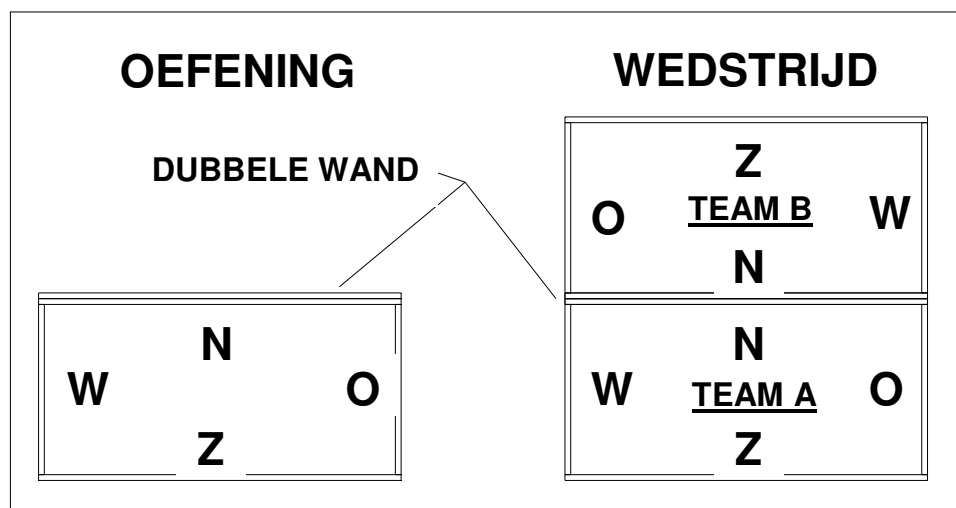 OEFENING
WEDSTRIJD
DUBBELE WAND
Z
O TEAM B W
N
N
W O
Z
N
W TEAM A O
Z